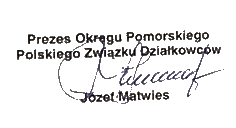 Prezes Okręgu Pomorskiego
Polskiego Związku Działkowców
Józef Matwies